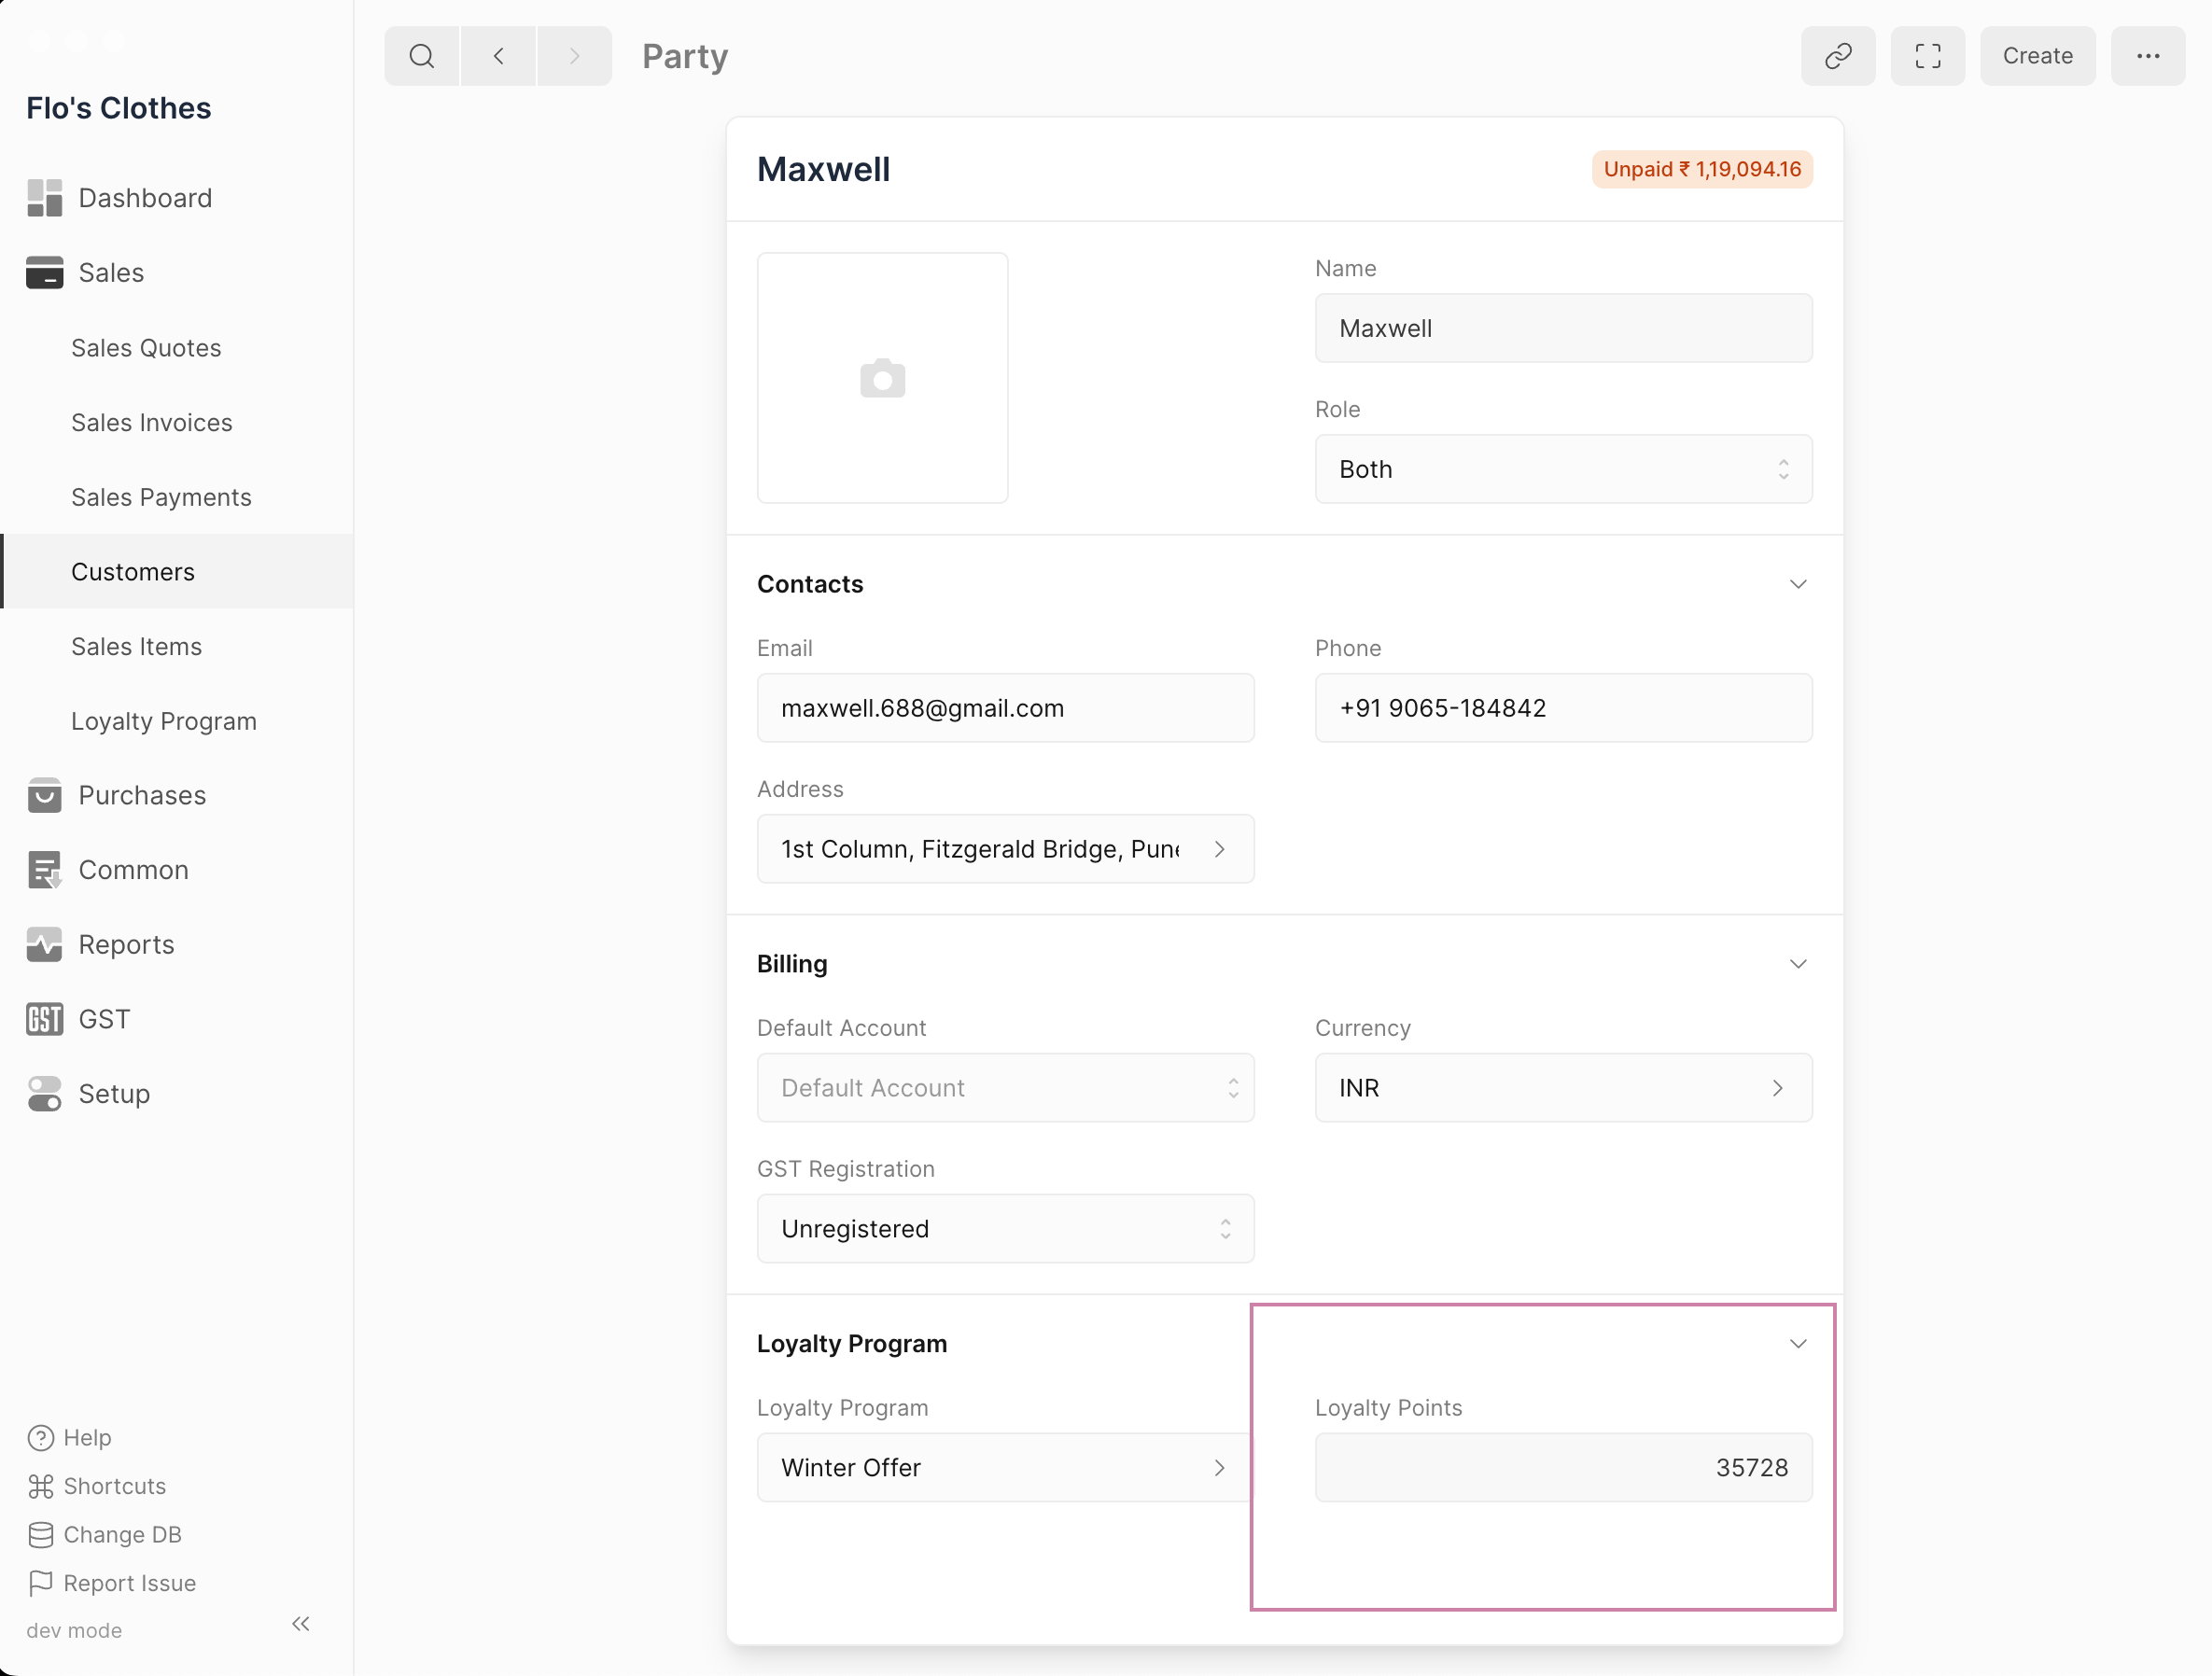 Flo's Clothes
Dashboard
Sales
Sales Quotes
Sales Invoices
Sales Payments
Customers
Sales Items
Loyalty Program
Purchases
Common
Reports
GST
GST
Setup
Help
Shortcuts
Change DB
Report Issue
dev mode
Party
Create
Maxwell
Unpaid ₹ 1,19,094.16
Name
Maxwell
Role
Both
Contacts
Email
Phone
maxwell.688@gmail.com
+91 9065-184842
Address
1st Column, Fitzgerald Bridge, Pune
Billing
Default Account
Currency
Default Account
INR
GST Registration
Unregistered
Loyalty Program
Loyalty Program
Loyalty Points
Winter Offer
35728